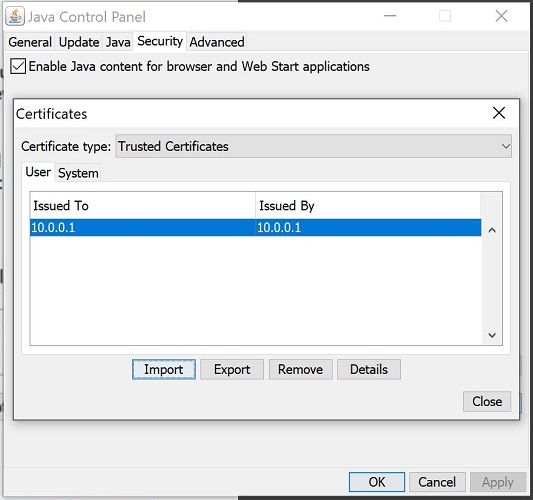 Java Control Panel
General Update Java Security Advanced
Enable Java content for browser and Web Start applications
Certificates
Certificate type: Trusted Certificates
User System
Issued To Issued By
10.0.0.1 10.0.0.1
Import Export Remove Details
Close
OK Cancel Apply